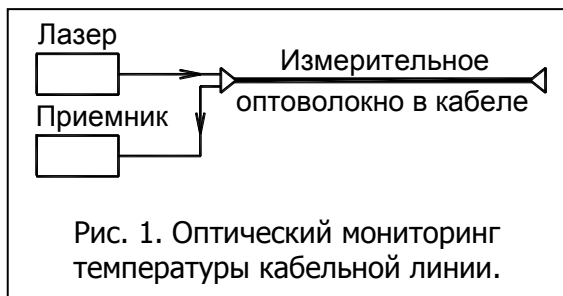 Лазер
Измерительное
оптоволокно в кабеле
Приемник
Рис. 1. Оптический мониторинг
температуры кабельной линии.